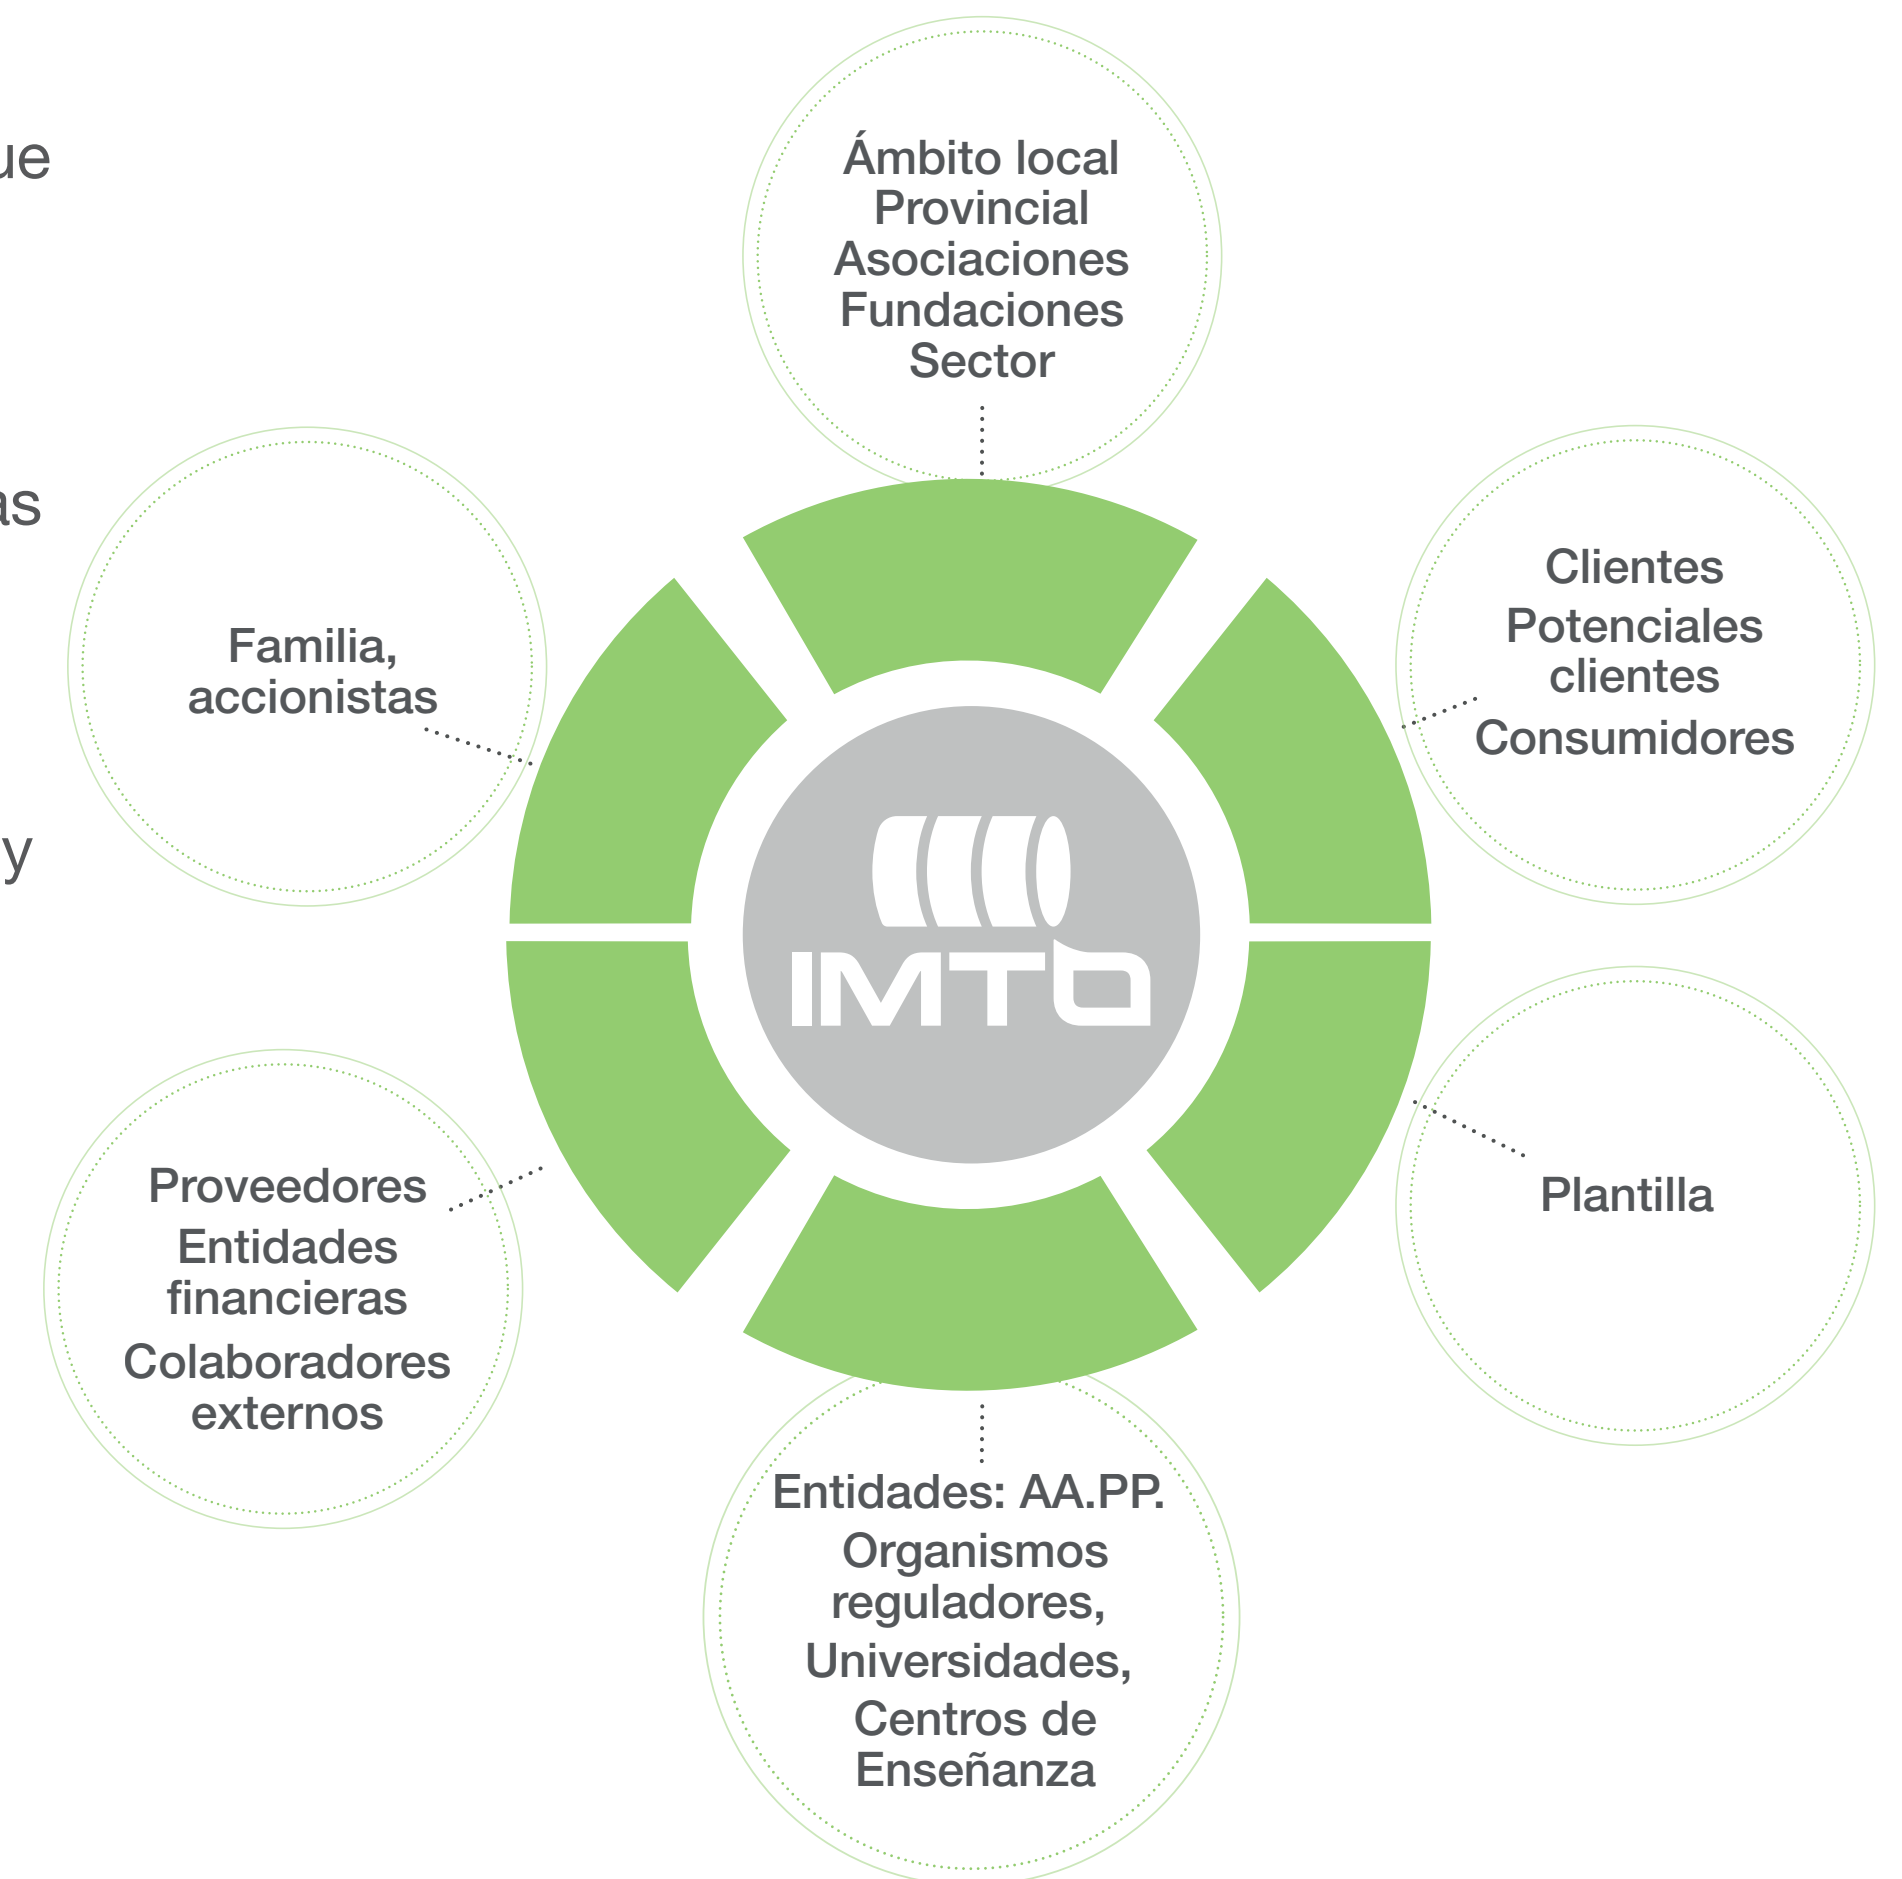 ue
as
y
Ámbito local
Provincial
Asociaciones
Fundaciones
Sector
Familia,
accionistas
Clientes
Potenciales
clientes
Consumidores
IMTO
Proveedores
Entidades
financieras
Colaboradores
externos
Plantilla
Entidades: AA.PP.
Organismos
reguladores,
Universidades,
Centros de
Enseñanza